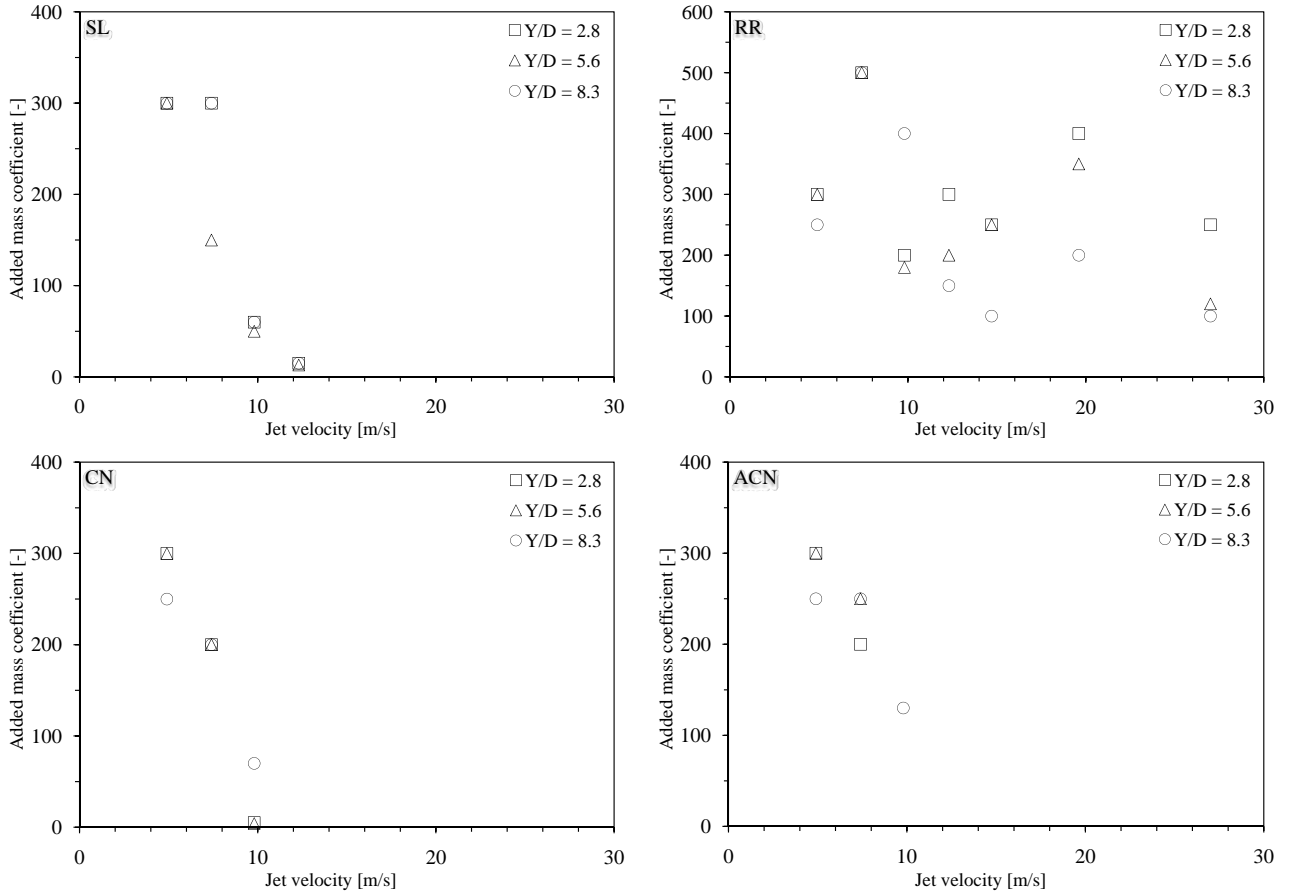 SL
Y/D = 2.8
Y/D = 5.6
Y/D = 8.3
400
300
200
100
0
0 10 20 30
Added mass coefficient [-]
Jet velocity [m/s]
RR
Y/D = 2.8
Y/D = 5.6
Y/D = 8.3
600
500
400
300
200
100
0
0 10 20 30
Added mass coefficient [-]
Jet velocity [m/s]
CN
Y/D = 2.8
Y/D = 5.6
Y/D = 8.3
400
300
200
100
0
0 10 20 30
Added mass coefficient [-]
Jet velocity [m/s]
ACN
Y/D = 2.8
Y/D = 5.6
Y/D = 8.3
400
300
200
100
0
0 10 20 30
Added mass coefficient [-]
Jet velocity [m/s]